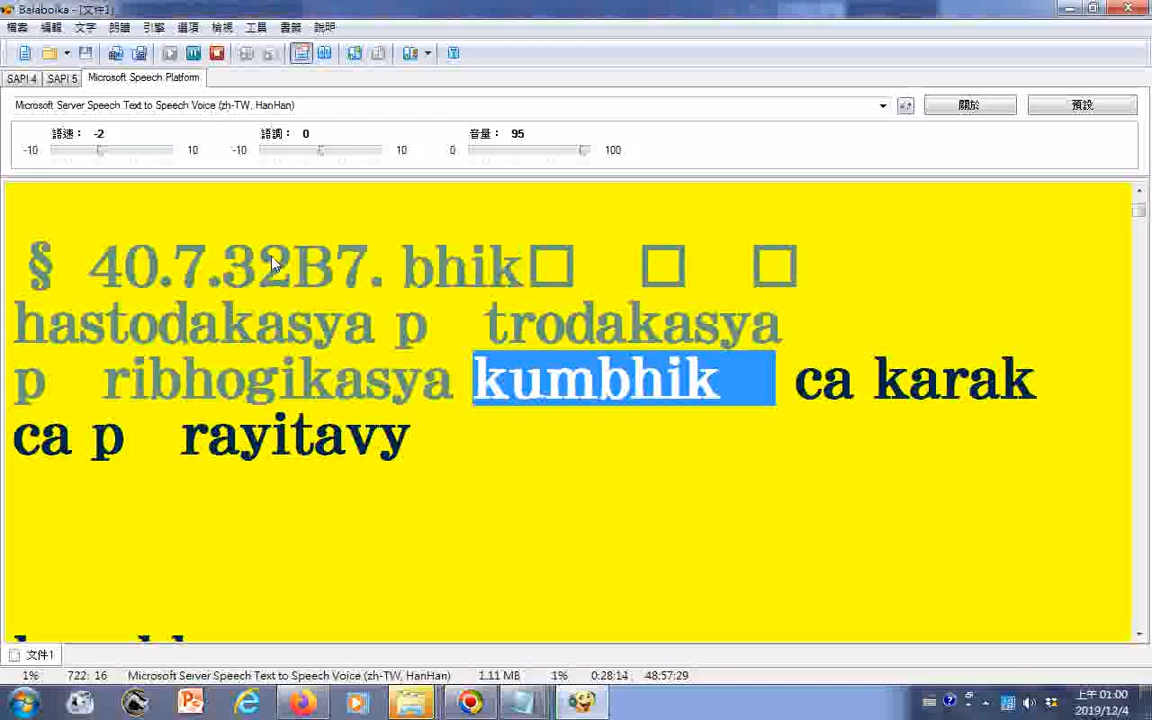 Balabolka - [文件1]
檔案 編輯 文字 朗讀 引擎 選項 檢視 工具 書籤 說明
SAPI 4 SAPI 5 Microsoft Speech Platform
Microsoft Server Speech Text to Speech Voice (zh-TW, HanHan) 關於 預設
語速： -2 語調： 0 音量： 95
-10 10 -10 10 0 100
§ 40.7.32B7. bhik□ □ □
hastodakasya p trodakasya
p ribhogikasya kumbhik ca karak
ca p rayitavy
文件1
1% 722: 16 Microsoft Server Speech Text to Speech Voice (zh-TW, HanHan) 1.11 MB 1% 0:28:14 48:57:29
上午 01:00
2019/12/4